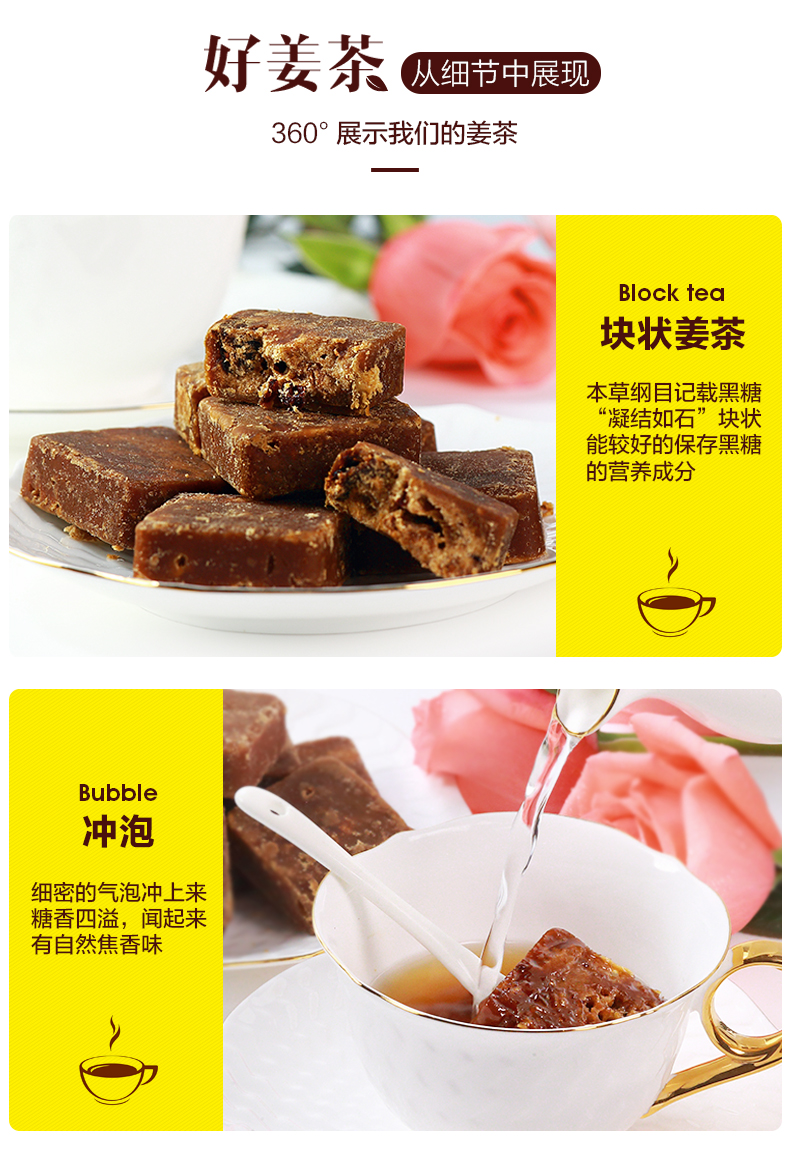 好姜茶 从细节中展现
360° 展示我们的姜茶
Block tea
块状姜茶
本草纲目记载黑糖
“凝结如石”块状
能较好的保存黑糖
的营养成分
Bubble
冲泡
细密的气泡冲上来
糖香四溢，闻起来
有自然焦香味